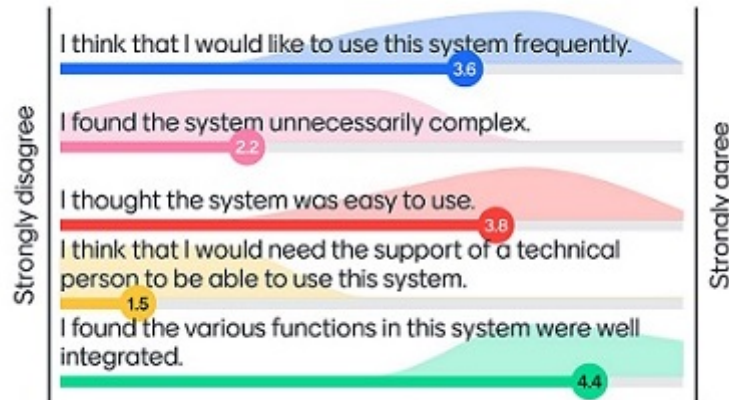 I think that I would like to use this system frequently.
3.6
I found the system unnecessarily complex.
2.2
I thought the system was easy to use.
3.8
I think that I would need the support of a technical
person to be able to use this system.
1.5
I found the various functions in this system were well
integrated.
4.4
Strongly disagree
Strongly agree